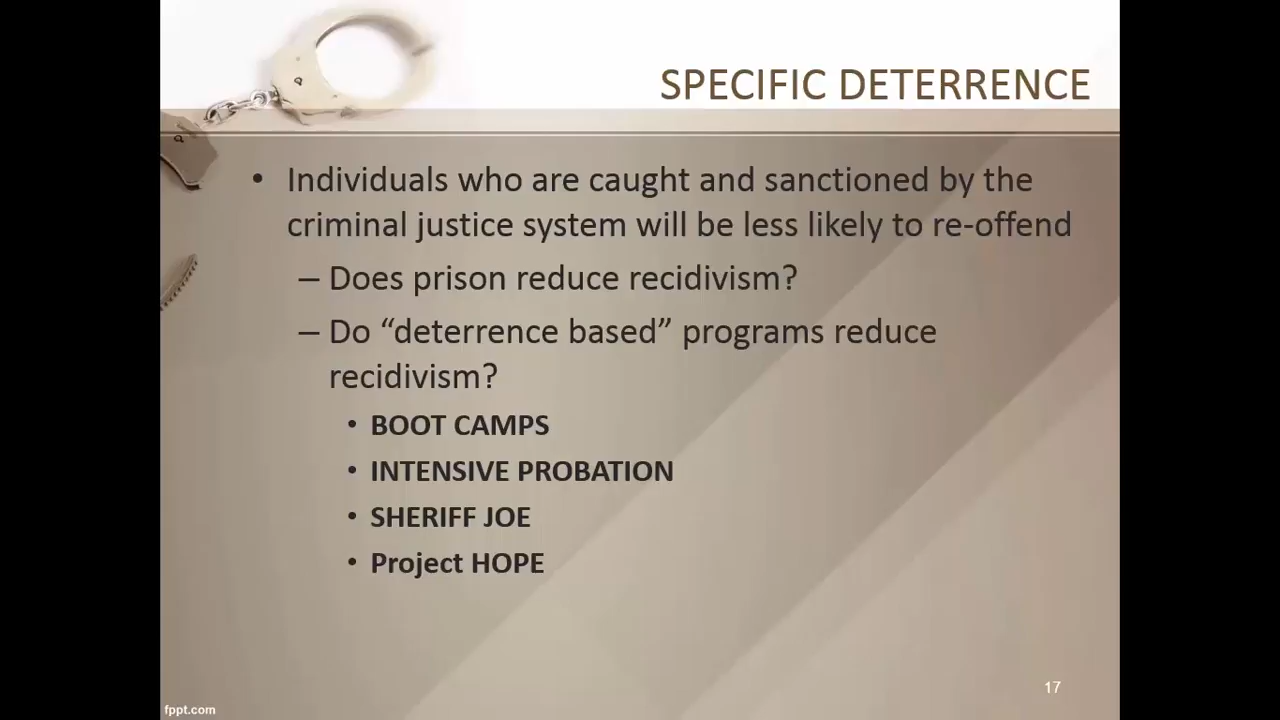 SPECIFIC DETERRENCE
• Individuals who are caught and sanctioned by the
criminal justice system will be less likely to re-offend
– Does prison reduce recidivism?
– Do “deterrence based” programs reduce
recidivism?
• BOOT CAMPS
• INTENSIVE PROBATION
• SHERIFF JOE
• Project HOPE
17
fppt.com